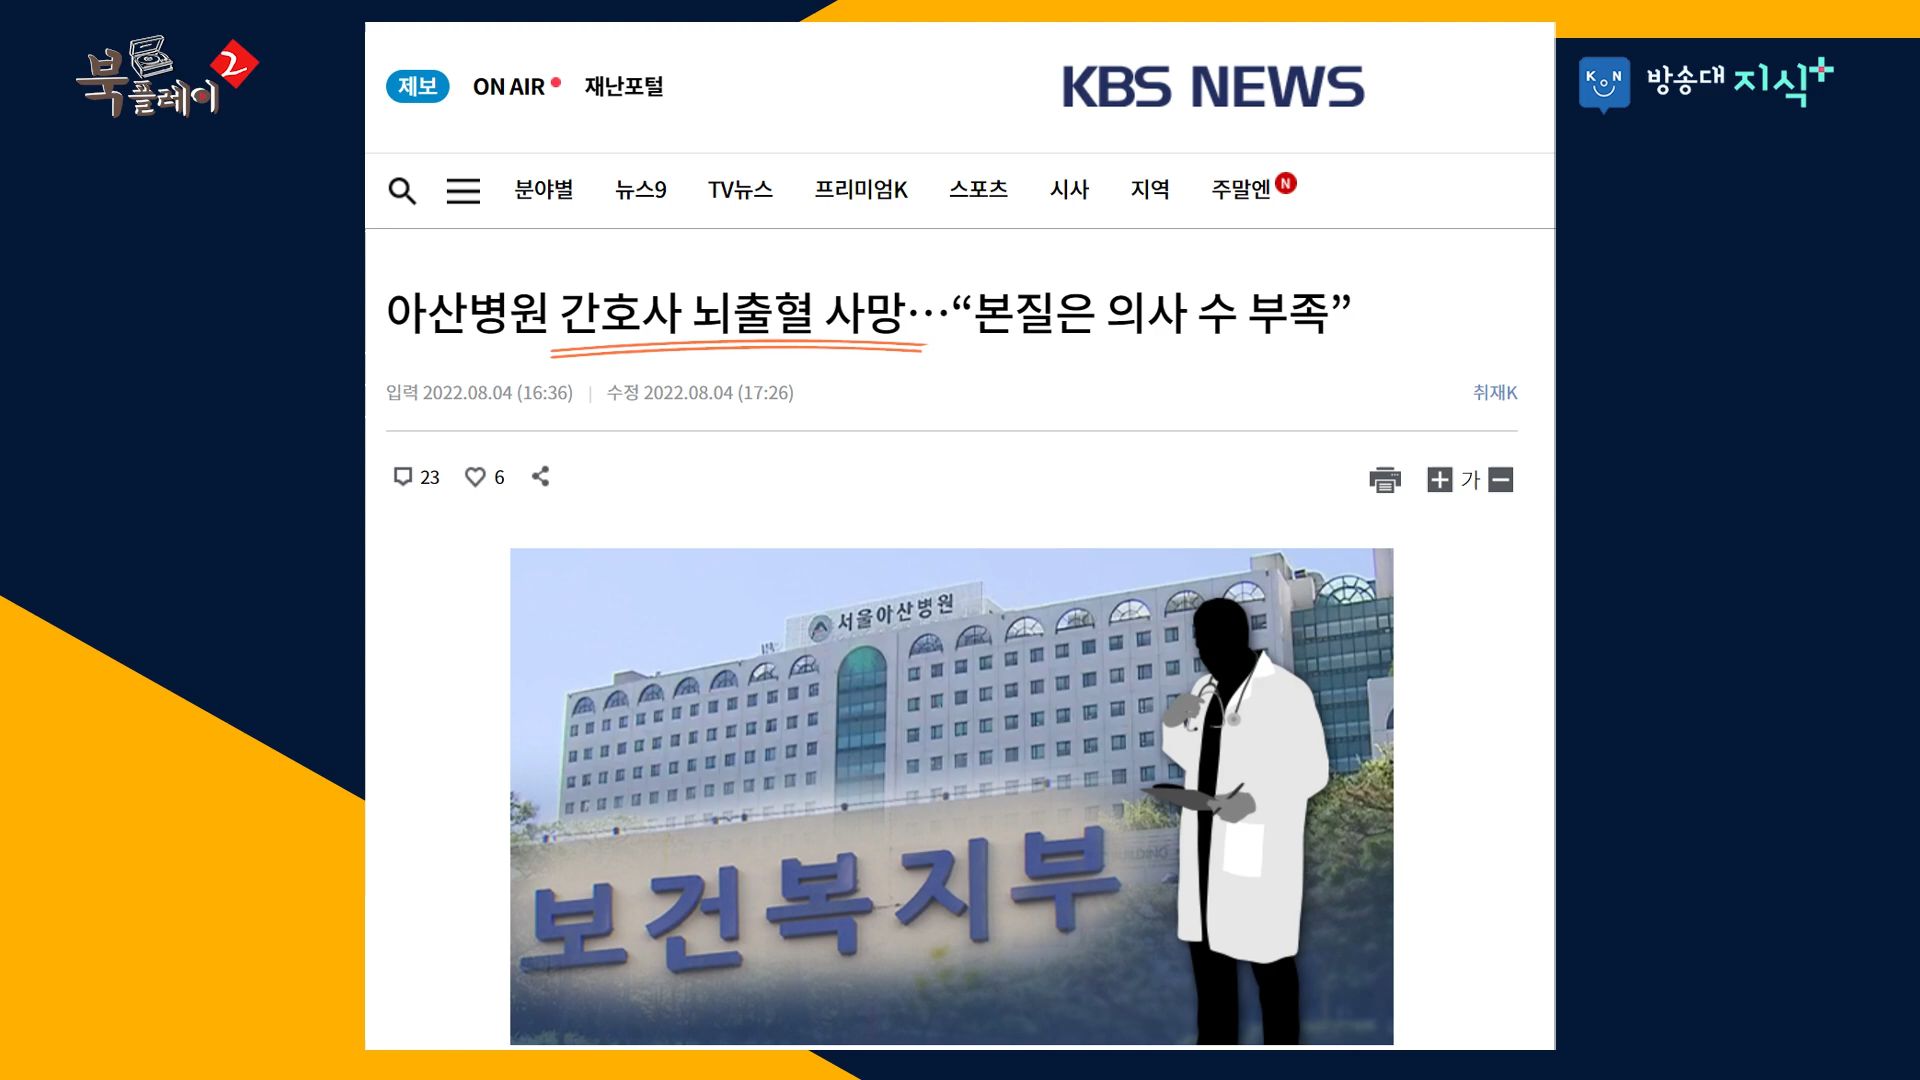 북플레이2
KON 방송대 지식+
제보 ON AIR 재난포털
KBS NEWS
분야별 뉴스9 TV뉴스 프리미엄K 스포츠 시사 지역 주말엔 N
아산병원 간호사 뇌출혈 사망…“본질은 의사 수 부족”
입력 2022.08.04 (16:36) | 수정 2022.08.04 (17:26) 취재K
23 6 가
서울아산병원
보건복지부